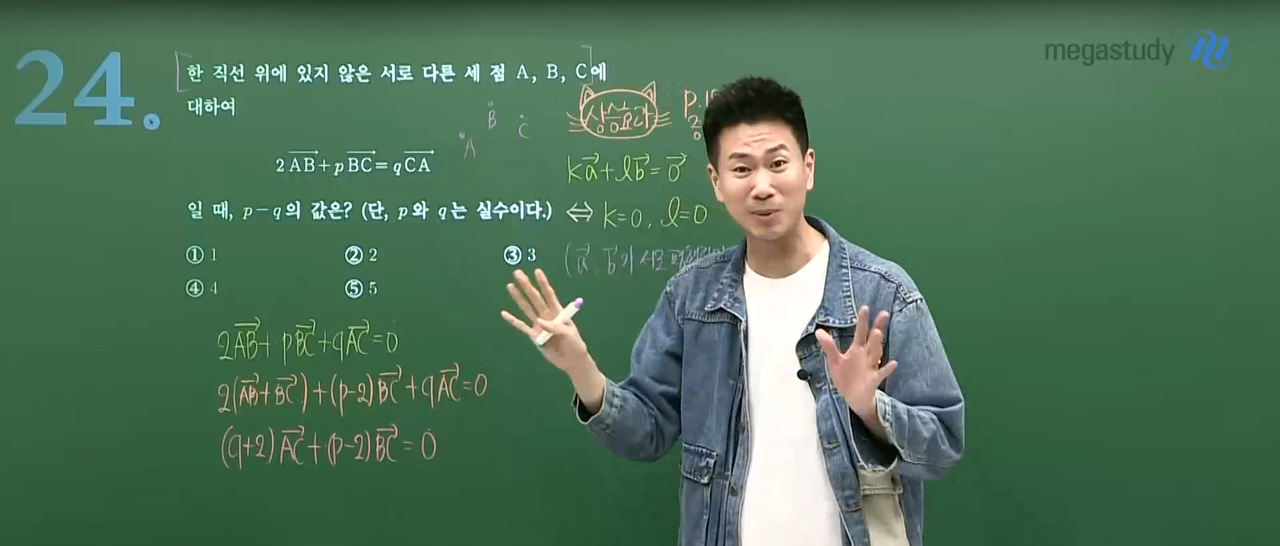 megastudy
24.
한 직선 위에 있지 않은 서로 다른 세 점 A, B, C에
대하여
2AB→ + pBC→ = qCA→
일 때, p-q의 값은? (단, p와 q는 실수이다.)
① 1 ② 2 ③ 3
④ 4 ⑤ 5
A B C
2AB→ + pBC→ + qAC→ = 0
2(AB→ + BC→) + (p-2)BC→ + qAC→ = 0
(q+2)AC→ + (p-2)BC→ = 0
상승효과
ka→ + lb→ = o→
⇔ k=0, l=0
(a→, b→가 서로